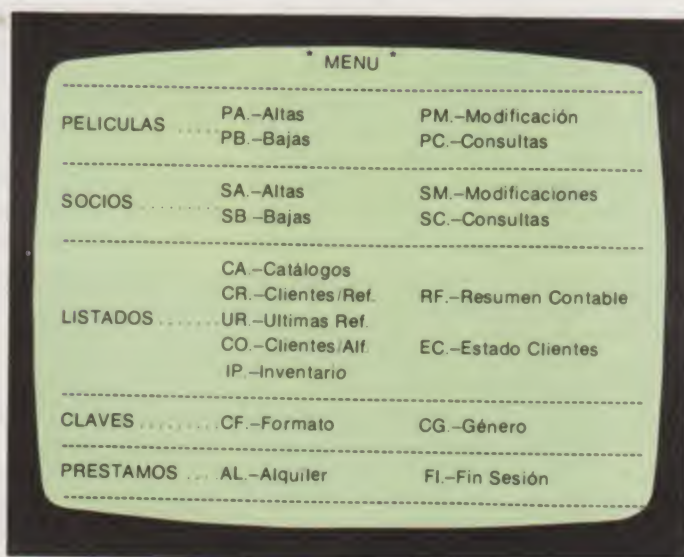 * MENU *
PELICULAS ..... PA.-Altas PM.-Modificación
PB.-Bajas PC.-Consultas
SOCIOS ......... SA.-Altas SM.-Modificaciones
SB.-Bajas SC.-Consultas
CA.-Catálogos
CR.-Clientes/Ref. RF.-Resumen Contable
LISTADOS ....... UR.-Ultimas Ref.
CO.-Clientes/Alf. EC.-Estado Clientes
IP.-Inventario
CLAVES ......... CF.-Formato CG.-Género
PRESTAMOS .... AL.-Alquiler FI.-Fin Sesión